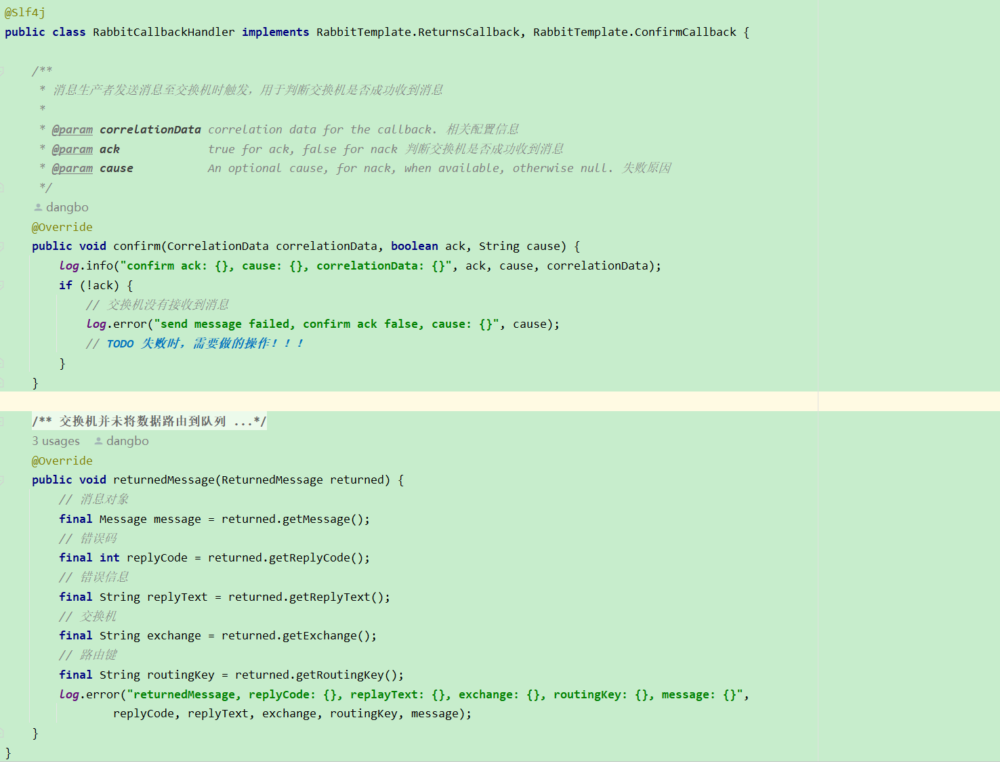 @Slf4j
public class RabbitCallbackHandler implements RabbitTemplate.ReturnsCallback, RabbitTemplate.ConfirmCallback {
/**
* 消息生产者发送消息至交换机时触发，用于判断交换机是否成功收到消息
*
* @param correlationData correlation data for the callback. 相关配置信息
* @param ack true for ack, false for nack 判断交换机是否成功收到消息
* @param cause An optional cause, for nack, when available, otherwise null. 失败原因
*/
dangbo
@Override
public void confirm(CorrelationData correlationData, boolean ack, String cause) {
log.info("confirm ack: {}, cause: {}, correlationData: {}", ack, cause, correlationData);
if (!ack) {
// 交换机没有接收到消息
log.error("send message failed, confirm ack false, cause: {}", cause);
// TODO 失败时，需要做的操作！！！
}
}
/** 交换机并未将数据路由到队列 ...*/
3 usages dangbo
@Override
public void returnedMessage(ReturnedMessage returned) {
// 消息对象
final Message message = returned.getMessage();
// 错误码
final int replyCode = returned.getReplyCode();
// 错误信息
final String replyText = returned.getReplyText();
// 交换机
final String exchange = returned.getExchange();
// 路由键
final String routingKey = returned.getRoutingKey();
log.error("returnedMessage, replyCode: {}, replayText: {}, exchange: {}, routingKey: {}, message: {}",
replyCode, replyText, exchange, routingKey, message);
}
}